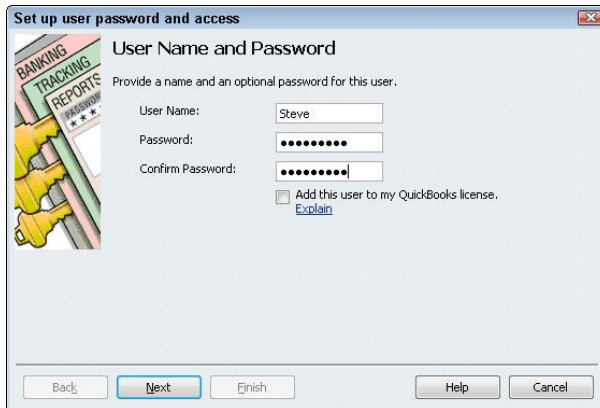 Set up user password and access
BANKING
TRACKING
REPORTS
PASSWOR
****
User Name and Password
Provide a name and an optional password for this user.
User Name: Steve
Password: •••••••••
Confirm Password: •••••••••
Add this user to my QuickBooks license.
Explain
Back Next Finish Help Cancel